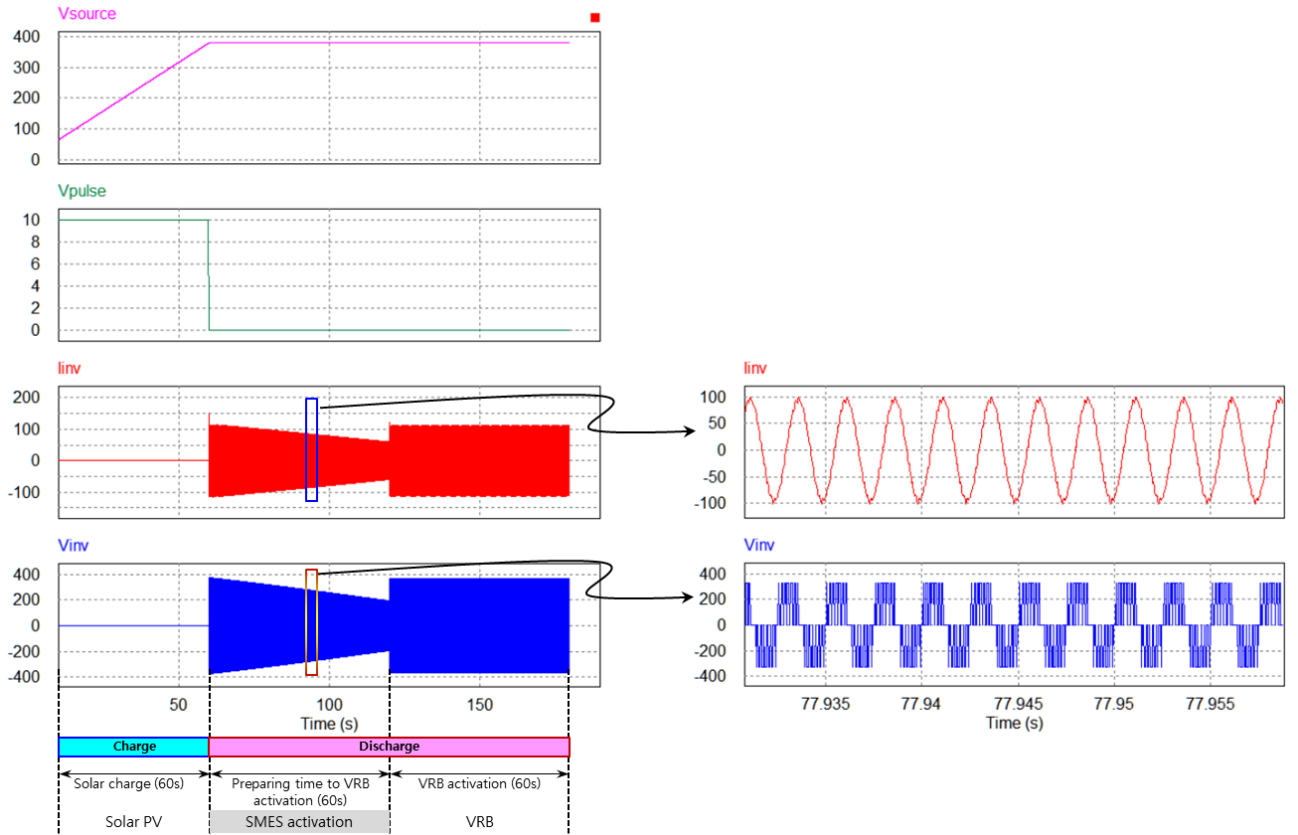 Vsource
400
300
200
100
0
Vpulse
10
8
6
4
2
0
Iinv
200
100
0
-100
Vinv
400
200
0
-200
-400
50 100 150
Time (s)
Iinv
100
50
0
-50
-100
Vinv
400
200
0
-200
-400
77.935 77.94 77.945 77.95 77.955
Time (s)
Charge Discharge
Solar charge (60s) Preparing time to VRB VRB activation (60s)
activation (60s)
Solar PV SMES activation VRB